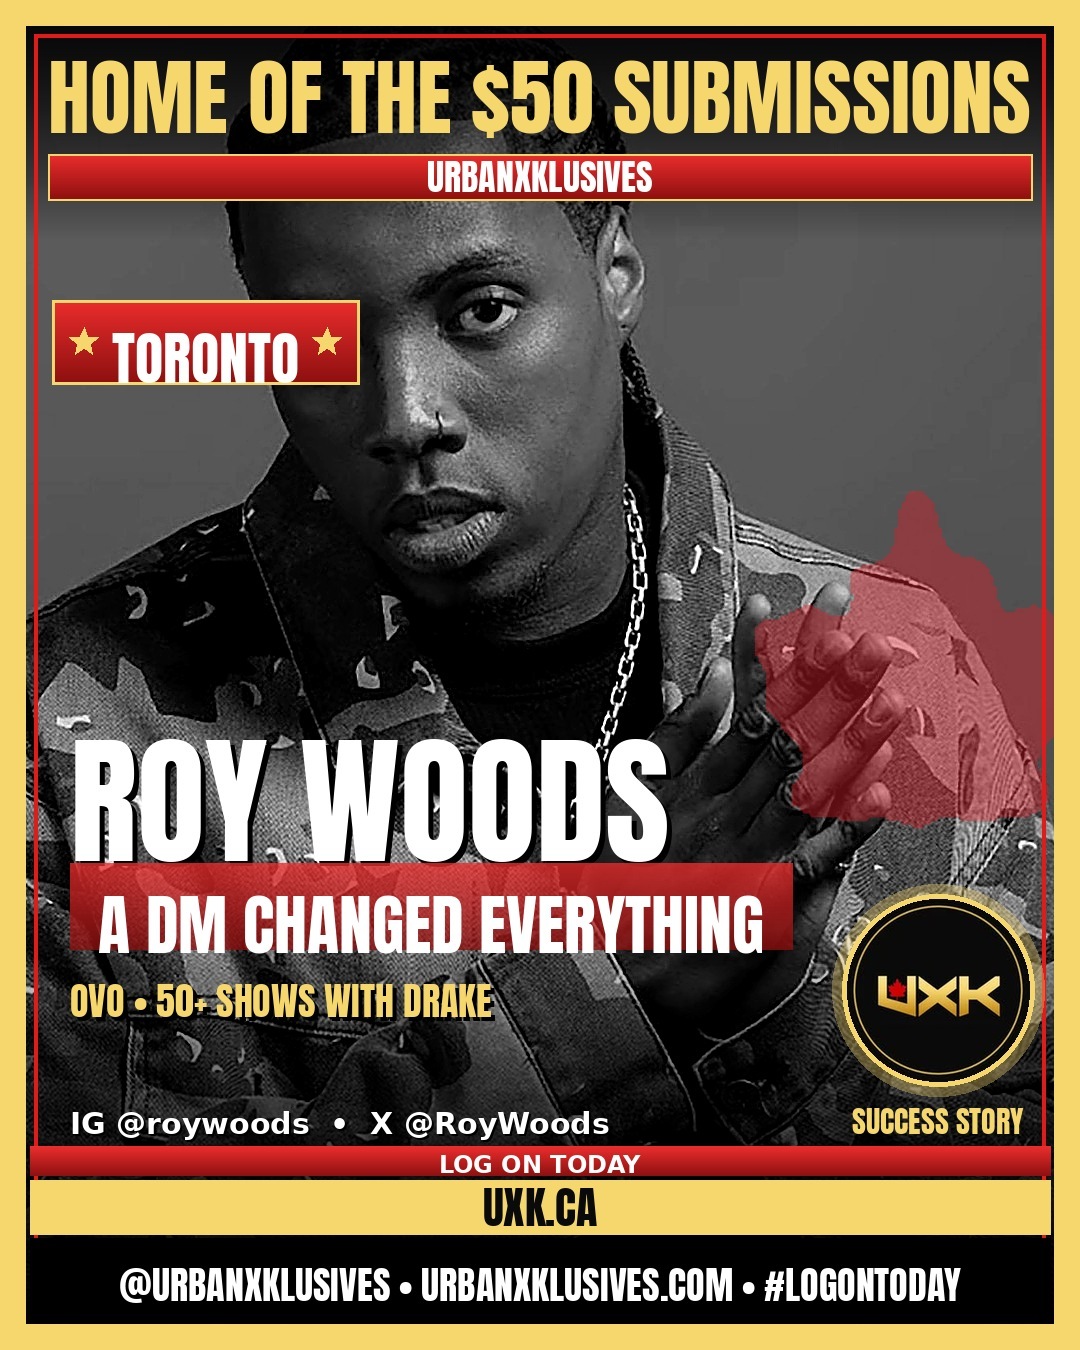 HOME OF THE $50 SUBMISSIONS
URBANXKLUSIVES
★ TORONTO ★
ROY WOODS
A DM CHANGED EVERYTHING
OVO • 50+ SHOWS WITH DRAKE
UXK
IG @roywoods • X @RoyWoods
SUCCESS STORY
LOG ON TODAY
UXK.CA
@URBANXKLUSIVES • URBANXKLUSIVES.COM • #LOGONTODAY